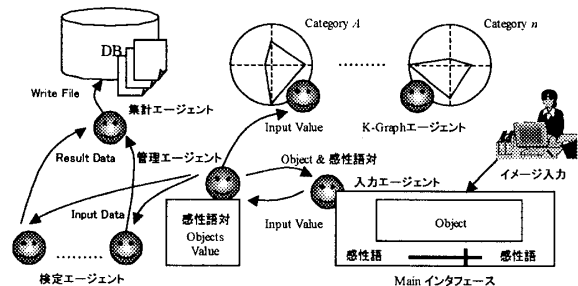 Category A
Category n
DB
Write File
集計エージェント
Input Value
K-Graphエージェント
Result Data
管理エージェント
Object & 感性語対
入力エージェント
イメージ入力
Input Data
感性語対
Objects
Value
Input Value
Object
感性語
感性語
検定エージェント
Main インタフェース